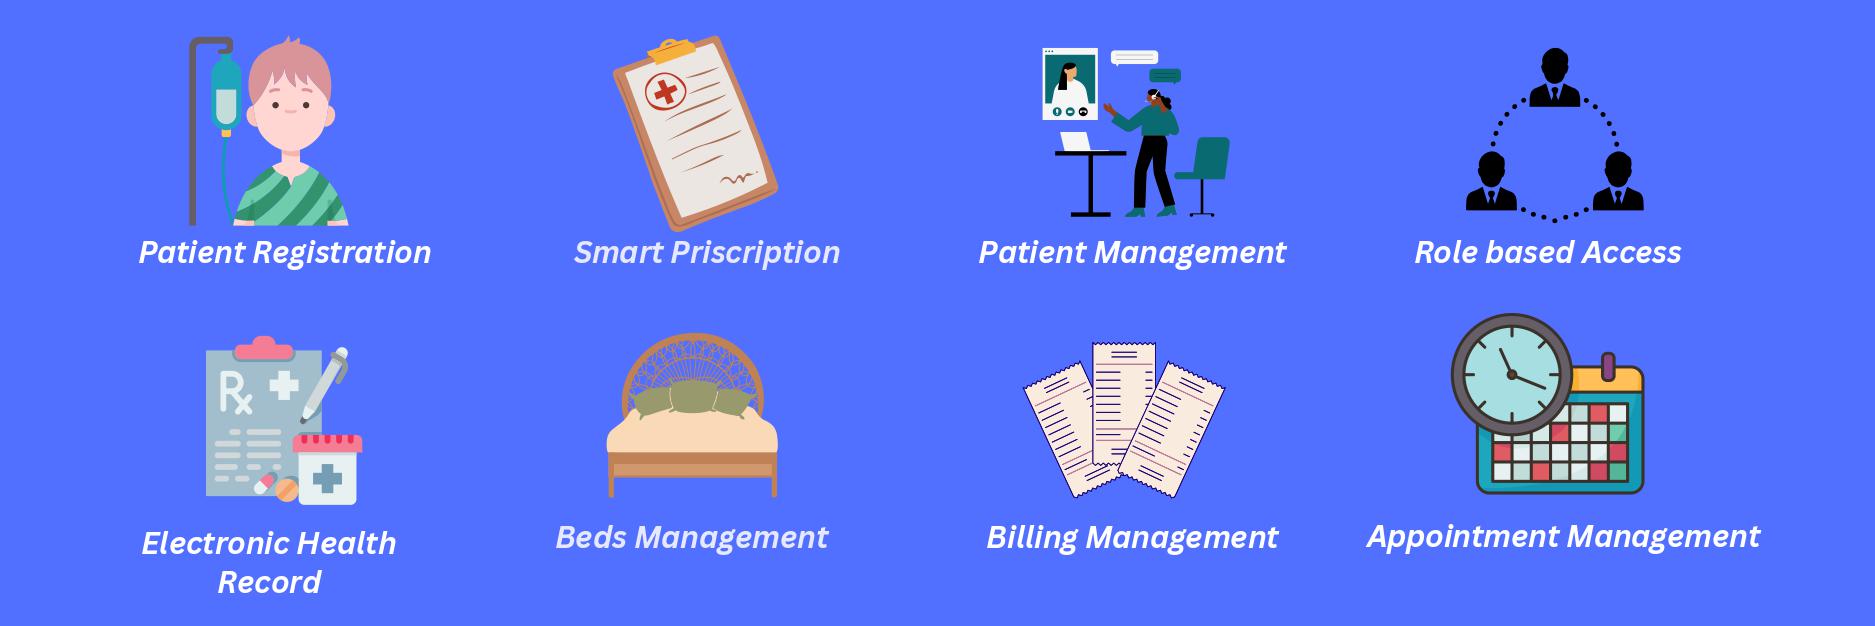 Patient Registration
Smart Priscription
Patient Management
Role based Access
Rx
Electronic Health
Record
Beds Management
Billing Management
Appointment Management